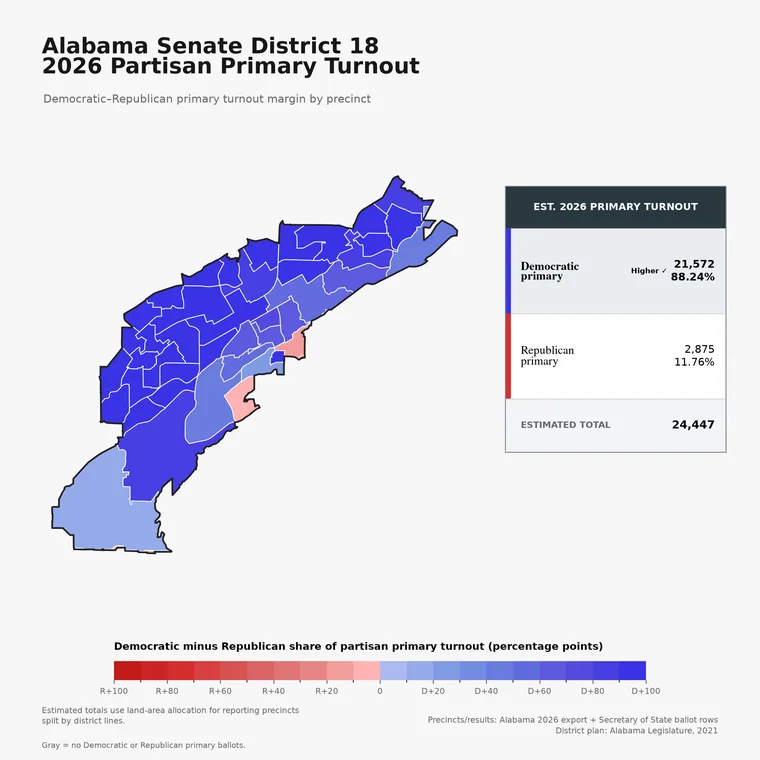 Alabama Senate District 18
2026 Partisan Primary Turnout
Democratic–Republican primary turnout margin by precinct
EST. 2026 PRIMARY TURNOUT
Democratic
primary
Higher ✓
21,572
88.24%
Republican
primary
2,875
11.76%
ESTIMATED TOTAL
24,447
Democratic minus Republican share of partisan primary turnout (percentage points)
R+100 R+80 R+60 R+40 R+20 0 D+20 D+40 D+60 D+80 D+100
Estimated totals use land-area allocation for reporting precincts
split by district lines.
Gray = no Democratic or Republican primary ballots.
Precincts/results: Alabama 2026 export + Secretary of State ballot rows
District plan: Alabama Legislature, 2021